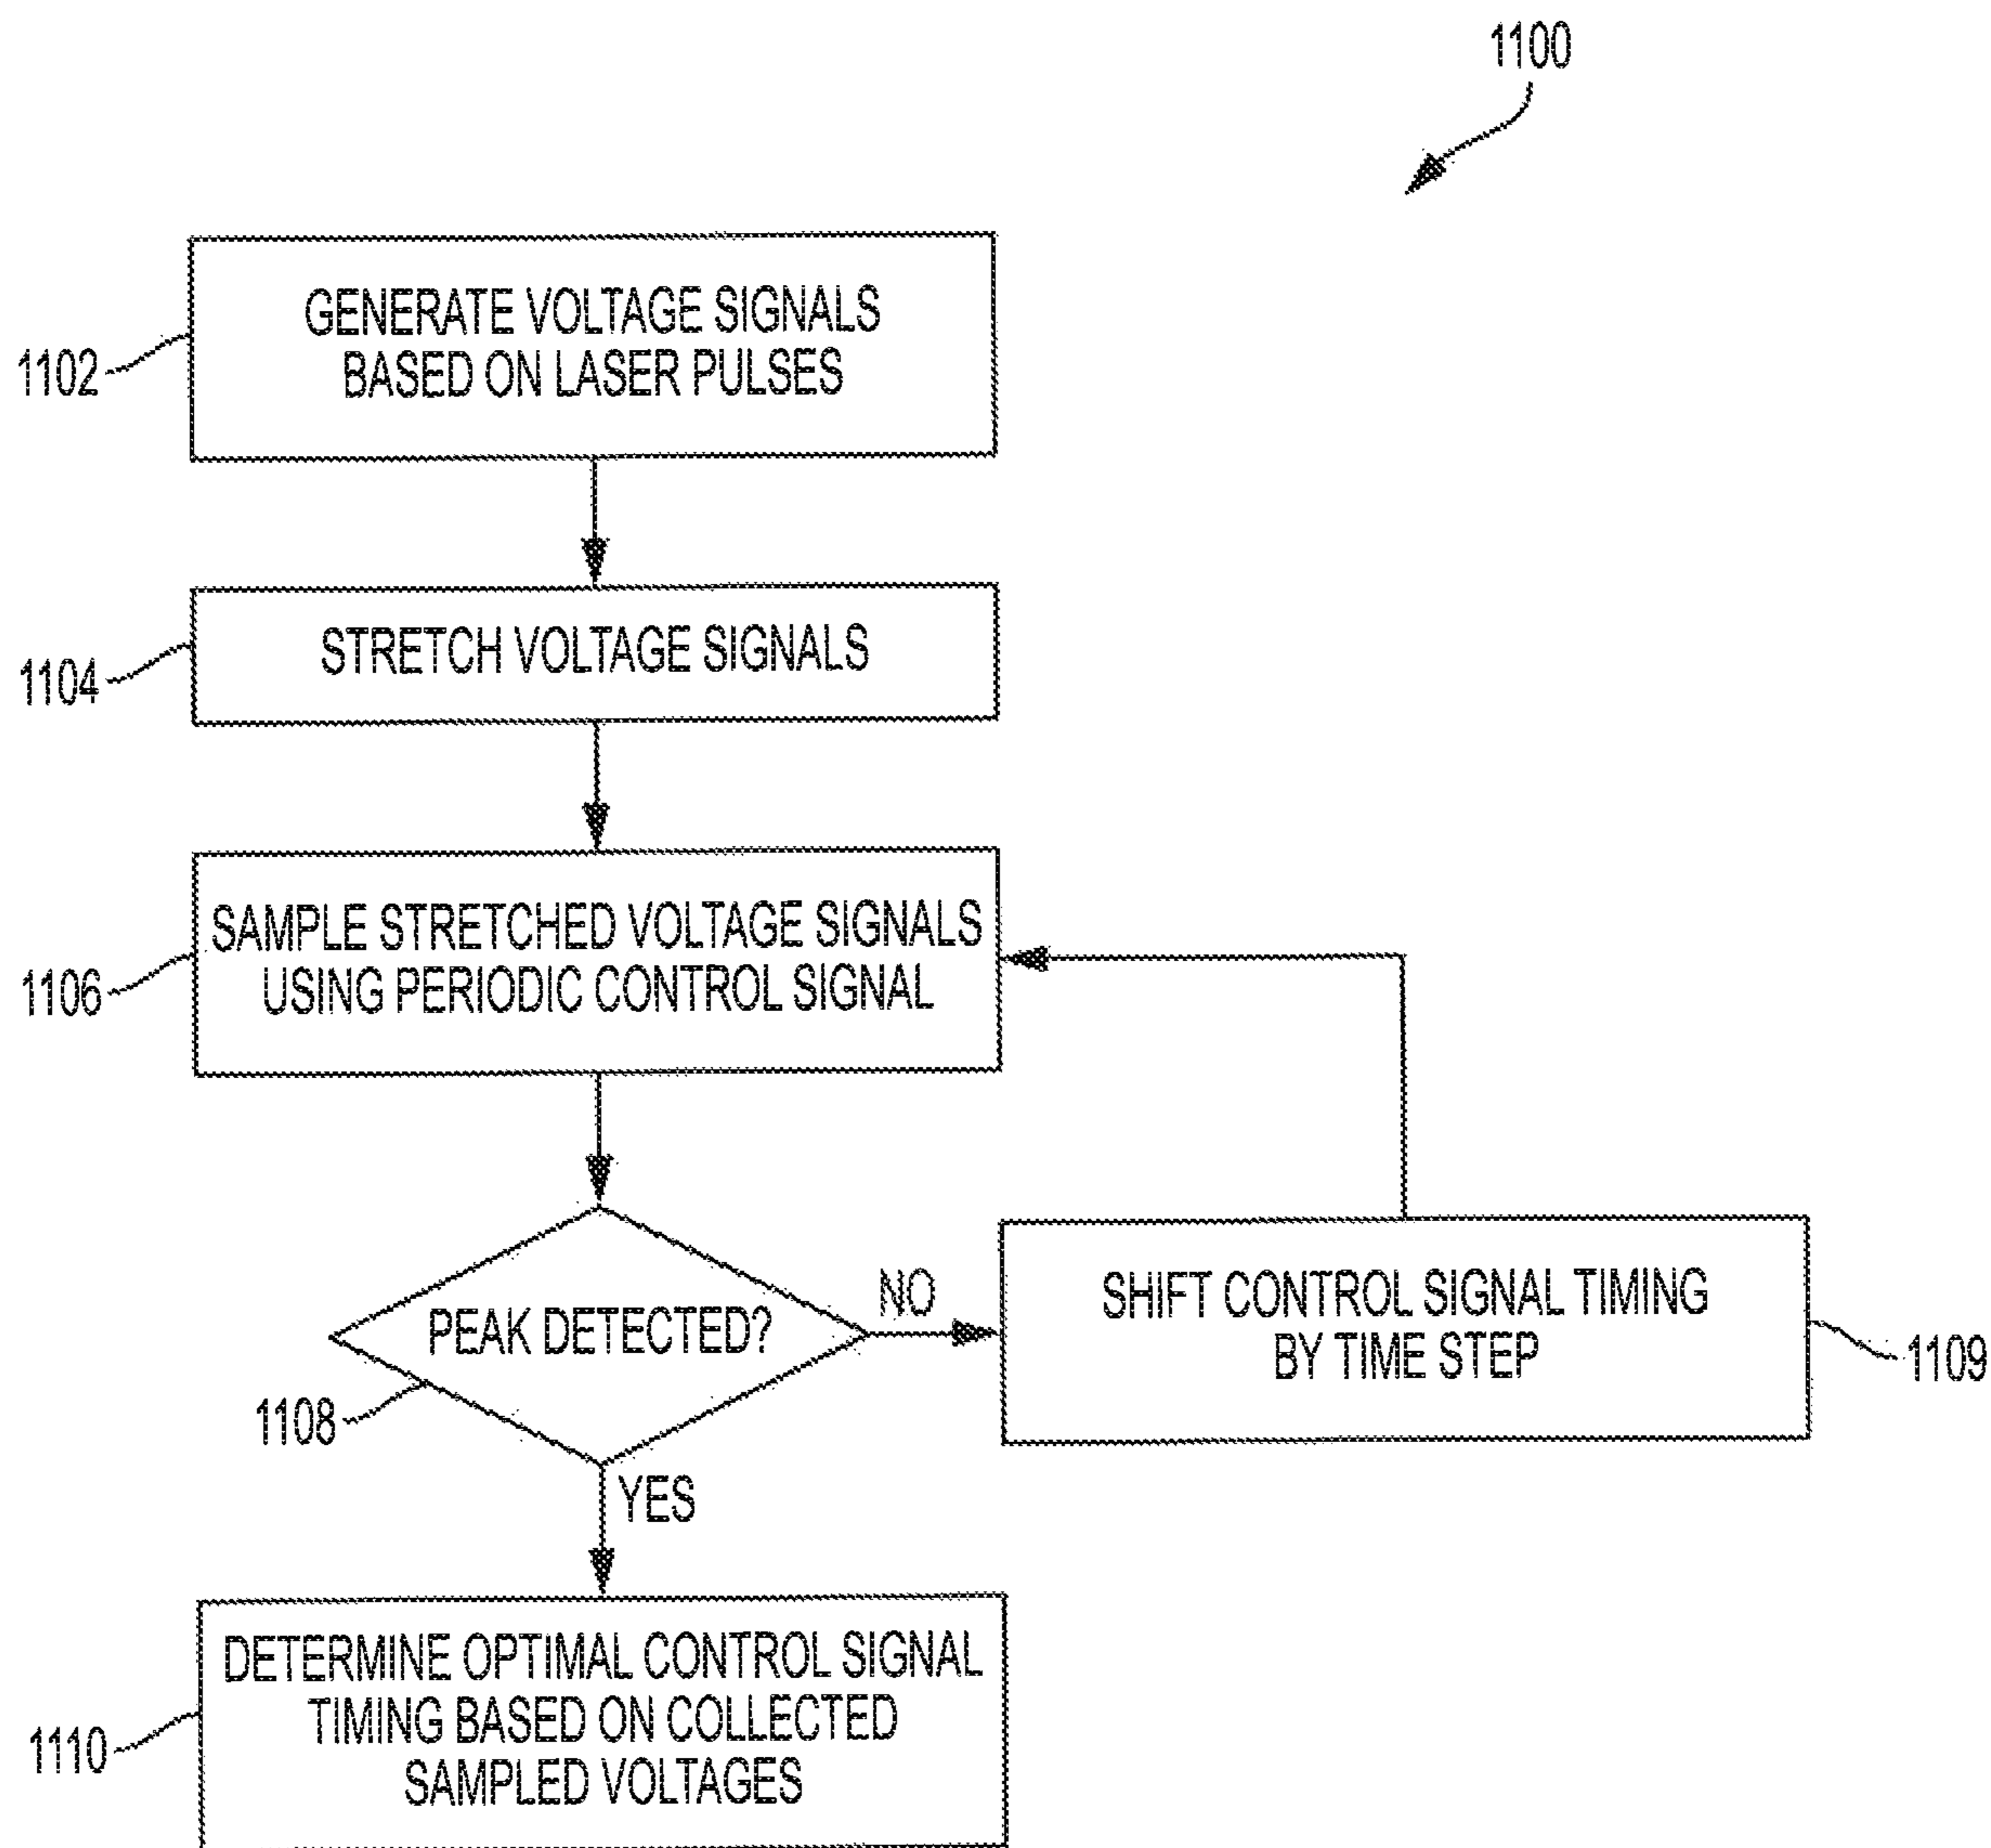 1100
GENERATE VOLTAGE SIGNALS
BASED ON LASER PULSES
1102
STRETCH VOLTAGE SIGNALS
1104
SAMPLE STRETCHED VOLTAGE SIGNALS
USING PERIODIC CONTROL SIGNAL
1106
PEAK DETECTED?
1108
NO
SHIFT CONTROL SIGNAL TIMING
BY TIME STEP
1109
YES
DETERMINE OPTIMAL CONTROL SIGNAL
TIMING BASED ON COLLECTED
SAMPLED VOLTAGES
1110